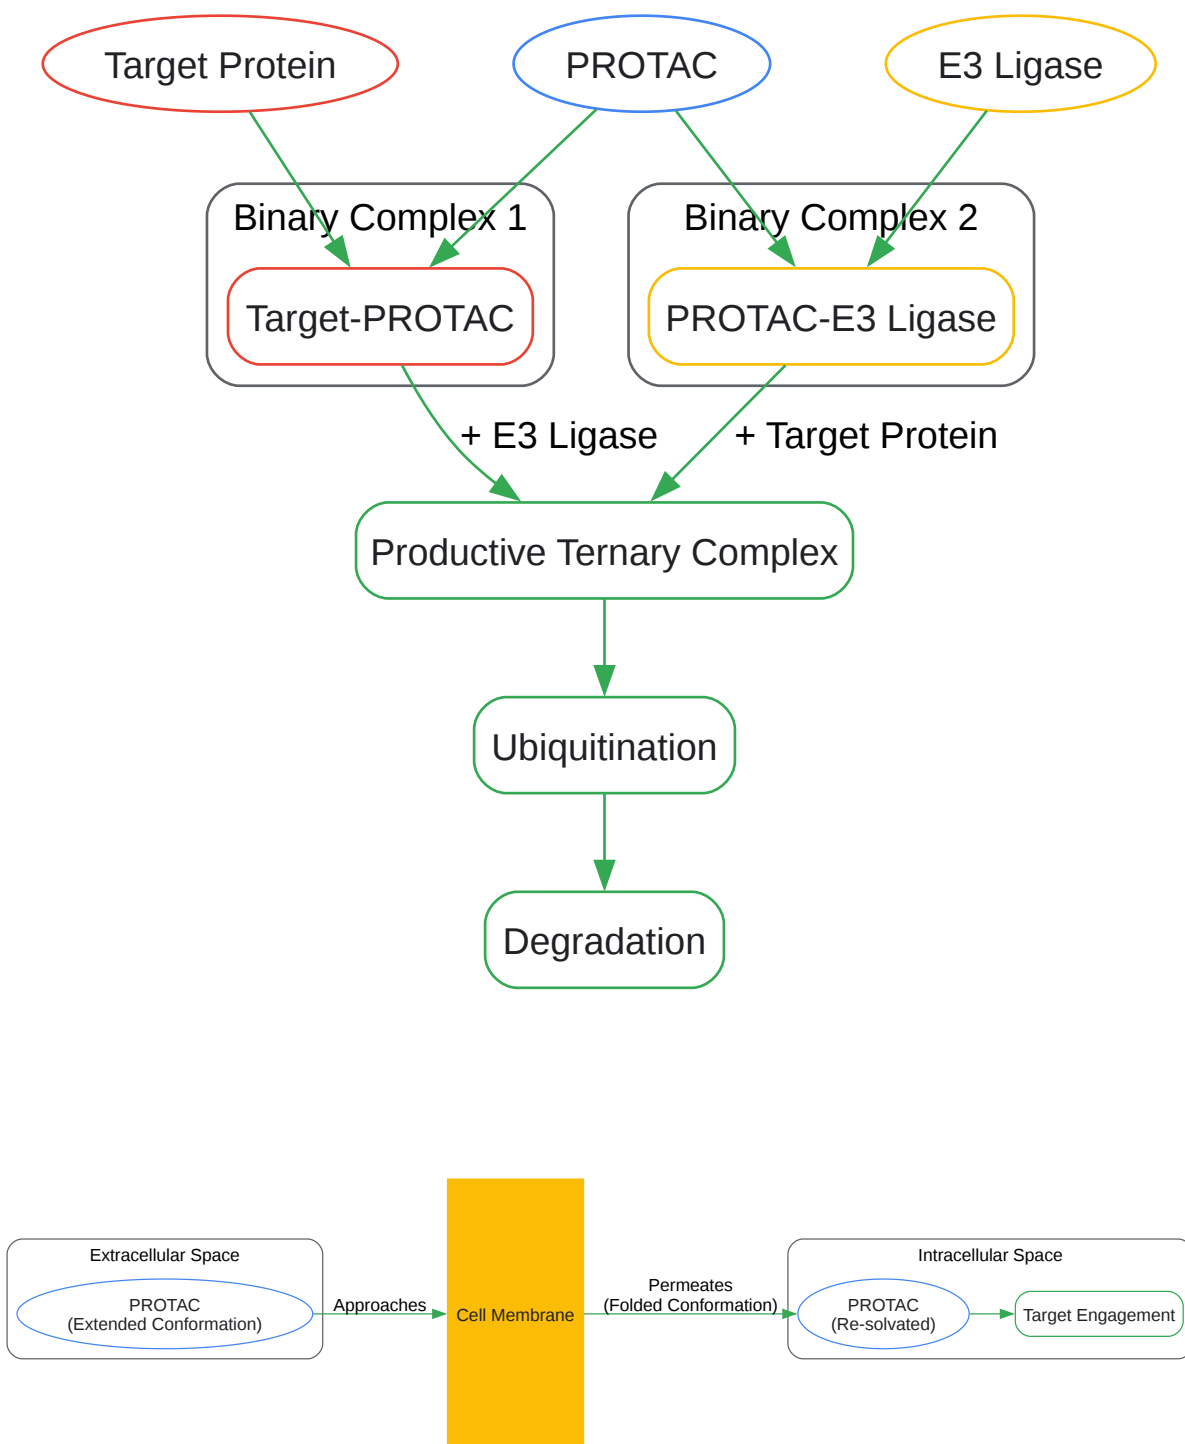 Target Protein
PROTAC
E3 Ligase
Binary Complex 1
Binary Complex 2
Target-PROTAC
PROTAC-E3 Ligase
+ E3 Ligase
+ Target Protein
Productive Ternary Complex
Ubiquitination
Degradation
Extracellular Space
PROTAC
(Extended Conformation)
Approaches
Cell Membrane
Permeates
(Folded Conformation)
Intracellular Space
PROTAC
(Re-solvated)
Target Engagement